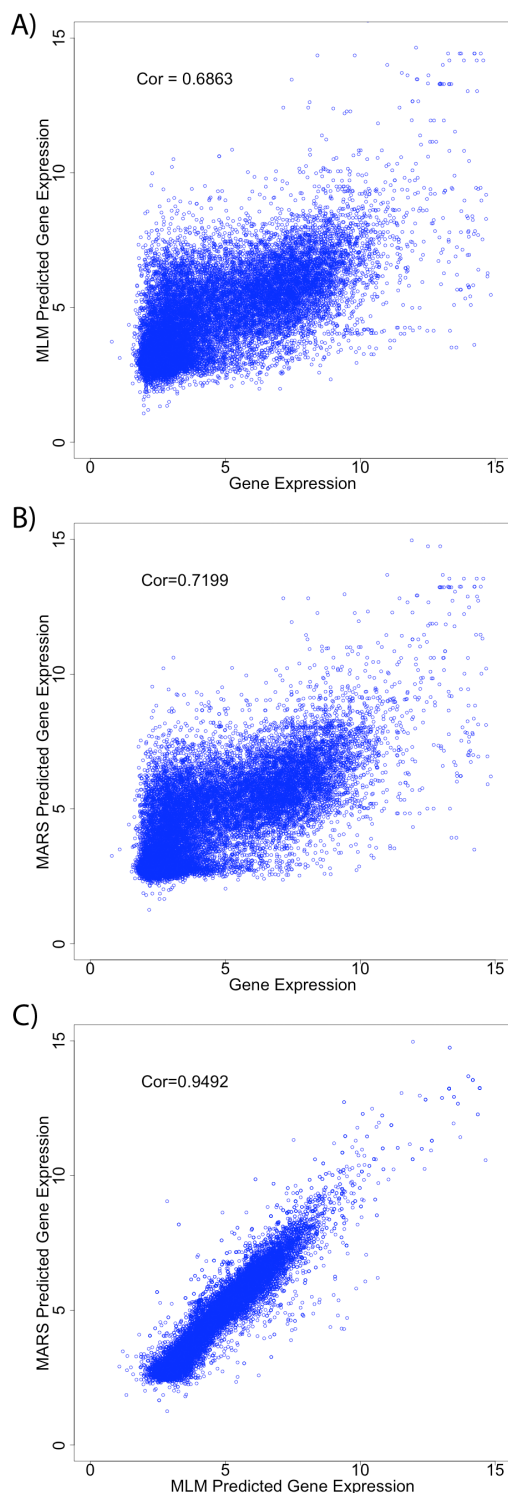 A)
15
Cor = 0.6863
10
MLM Predicted Gene Expression
5
0
0 5 10 15
Gene Expression
B)
15
Cor=0.7199
10
MARS Predicted Gene Expression
5
0
0 5 10 15
Gene Expression
C)
15
Cor=0.9492
10
MARS Predicted Gene Expression
5
0
0 5 10 15
MLM Predicted Gene Expression